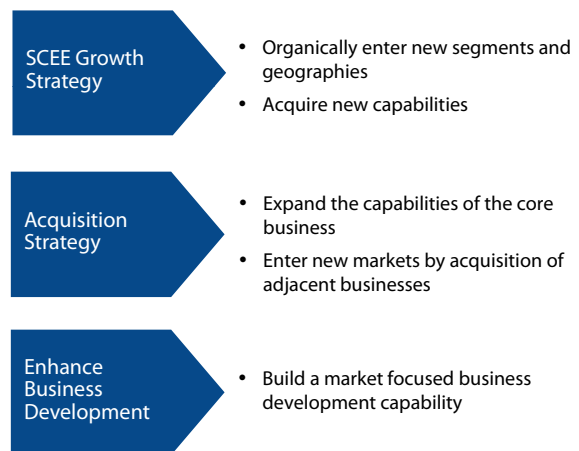 SCEE Growth
Strategy
• Organically enter new segments and
geographies
• Acquire new capabilities
Acquisition
Strategy
• Expand the capabilities of the core
business
• Enter new markets by acquisition of
adjacent businesses
Enhance
Business
Development
• Build a market focused business
development capability